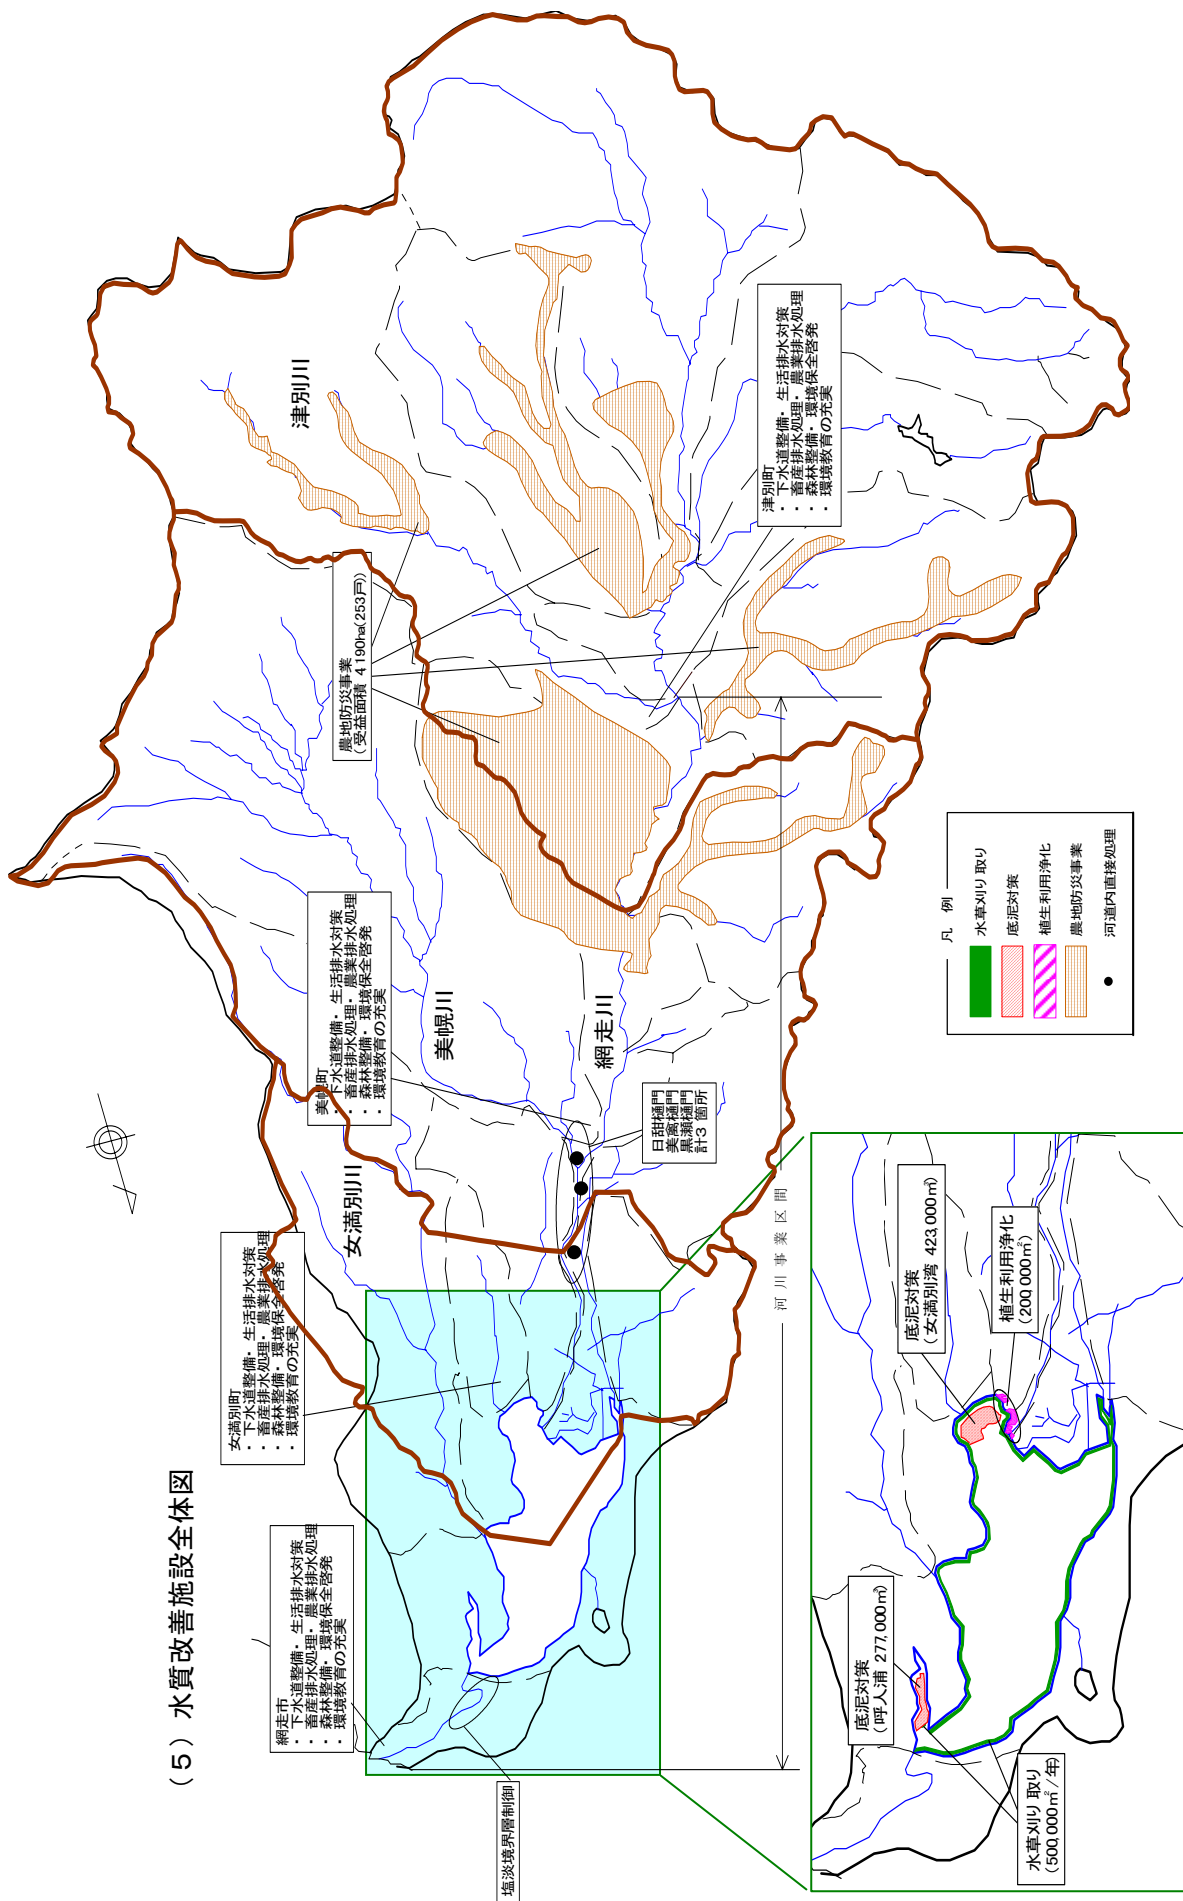 (5) 水質改善施設全体図
網走市
・ 下水道整備・ 生活排水対策
・ 畜産排水処理・ 農業排水処理
・ 森林整備・ 環境保全啓発
・ 環境教育の充実
女満別町
・ 下水道整備・ 生活排水対策
・ 畜産排水処理・ 農業排水処理
・ 森林整備・ 環境保全啓発
・ 環境教育の充実
美幌町
・ 下水道整備・ 生活排水対策
・ 畜産排水処理・ 農業排水処理
・ 森林整備・ 環境保全啓発
・ 環境教育の充実
農地防災事業
(受益面積 4190ha(253戸))
津別川
女満別川
美幌川
網走川
津別町
・ 下水道整備・ 生活排水対策
・ 畜産排水処理・ 農業排水処理
・ 森林整備・ 環境保全啓発
・ 環境教育の充実
日甜樋門
美禽樋門
黒瀬樋門
計3 箇所
塩淡境界層制御
河川事業区間
底泥対策
(呼人浦 277,000㎡)
水草刈り取り
(500,000㎡/年)
底泥対策
(女満別湾 423,000㎡)
植生利用浄化
(200,000㎡)
凡 例
水草刈り取り
底泥対策
植生利用浄化
農地防災事業
河道内直接処理